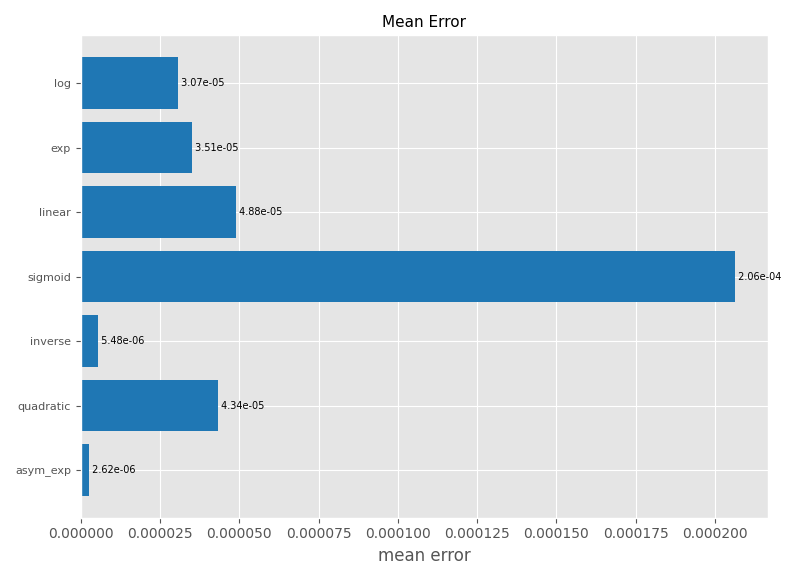 Mean Error
log
3.07e-05
exp
3.51e-05
linear
4.88e-05
sigmoid
2.06e-04
inverse
5.48e-06
quadratic
4.34e-05
asym_exp
2.62e-06
0.000000 0.000025 0.000050 0.000075 0.000100 0.000125 0.000150 0.000175 0.000200
mean error